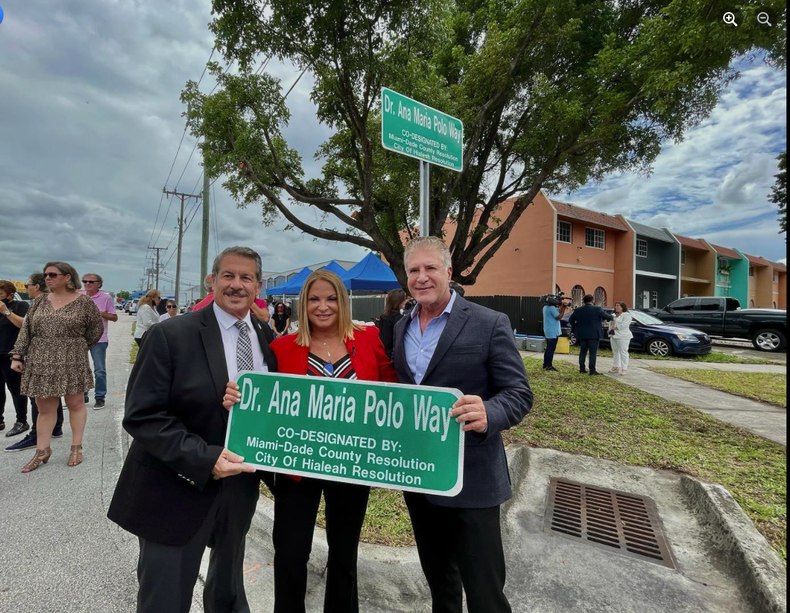 Dr. Ana Maria Polo Way
CO-DESIGNATED BY:
Miami-Dade County Resolution
City of Hialeah Resolution
Dr. Ana Maria Polo Way
CO-DESIGNATED BY:
Miami-Dade County Resolution
City Of Hialeah Resolution